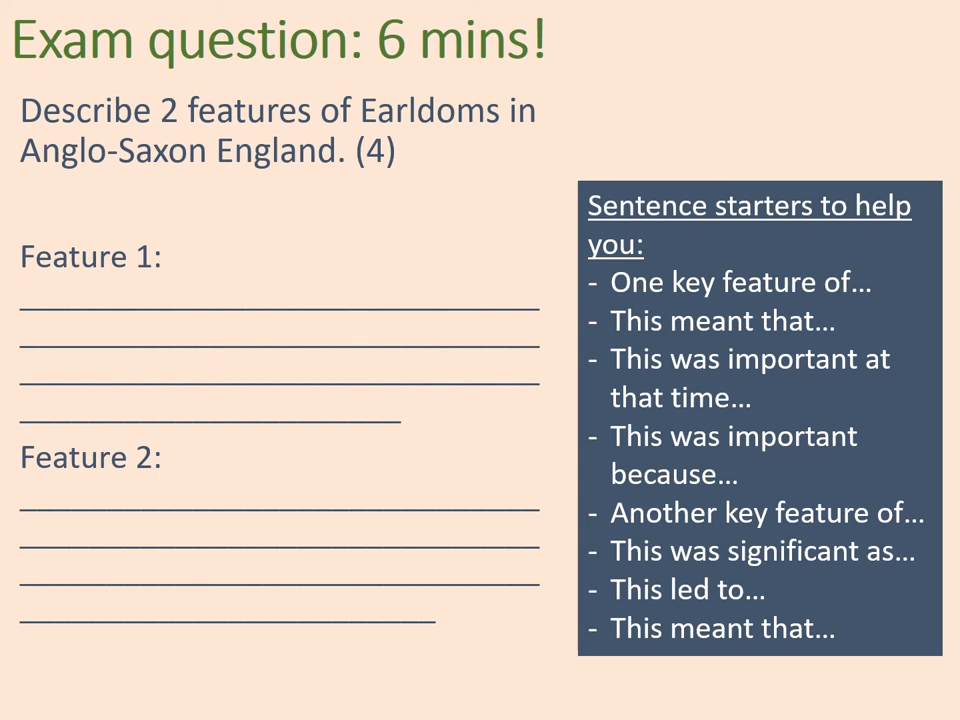 Exam question: 6 mins!
Describe 2 features of Earldoms in
Anglo-Saxon England. (4)
Feature 1:
Feature 2:
Sentence starters to help
you:
- One key feature of…
- This meant that…
- This was important at
that time…
- This was important
because…
- Another key feature of…
- This was significant as…
- This led to…
- This meant that…